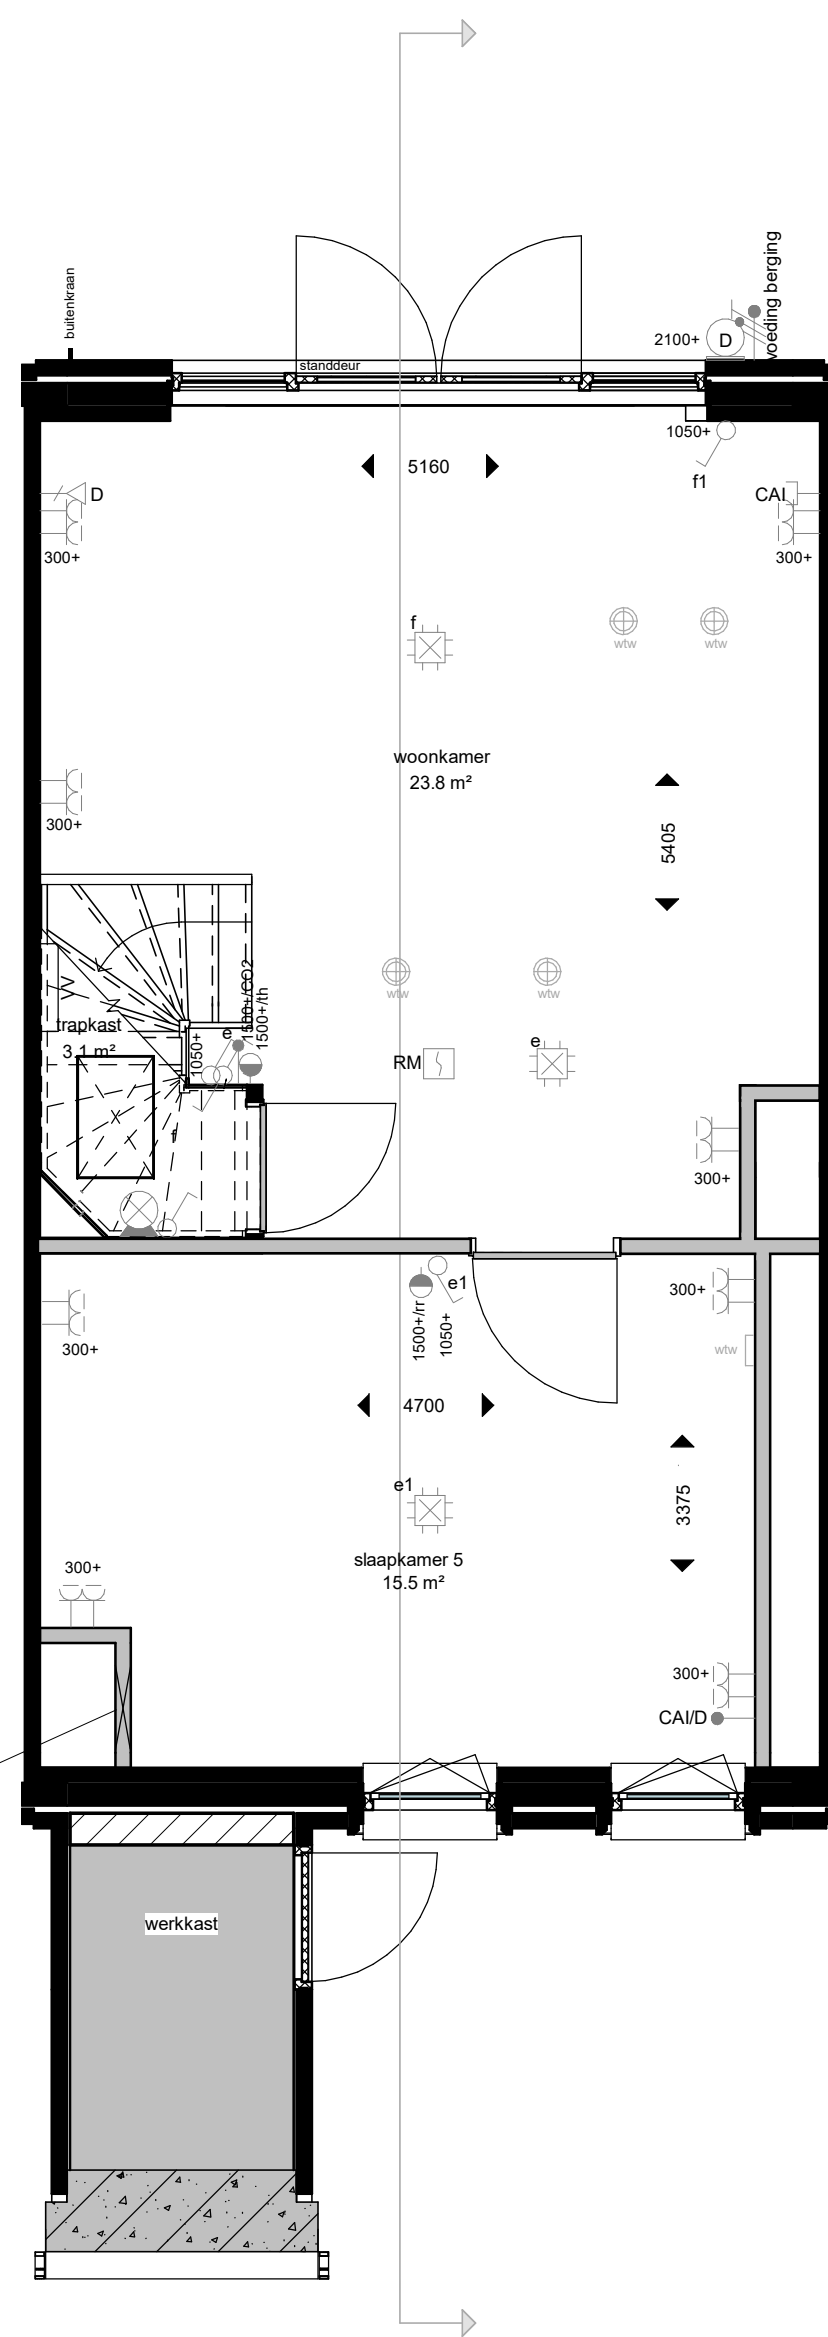 voeding berging
buitenkraan
2100+
D
standdeur
1050+
f1
5160
D
300+
CAI
300+
f
wtw
wtw
woonkamer
23.8 m²
300+
5405
wtw
wtw
1500+/CO2
1500+/th
VV
trapkast
3.1 m²
1050+
e
RM
e
f
300+
300+
e1
1500+/rr
1050+
300+
wtw
4700
3375
e1
slaapkamer 5
15.5 m²
300+
300+
CAI/D
werkkast